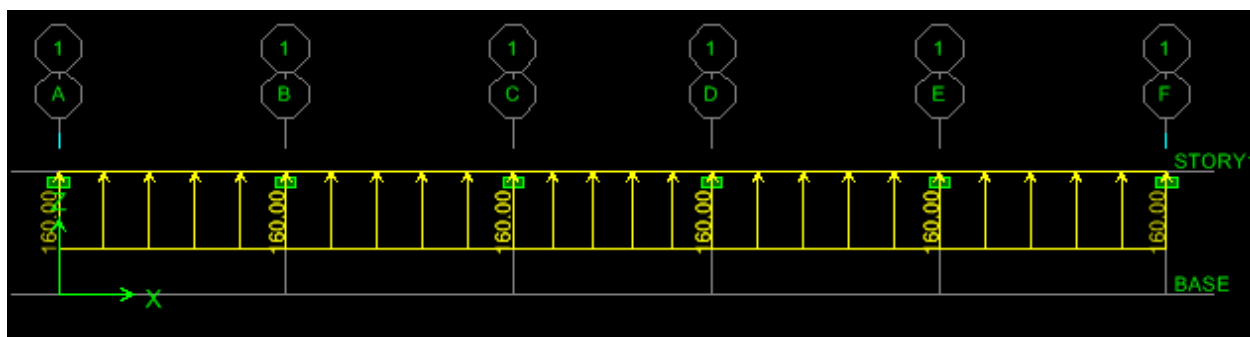 1 1 1 1 1 1
A B C D E F
STORY1
160.00 160.00 160.00 160.00 160.00 160.00
Z
X
BASE